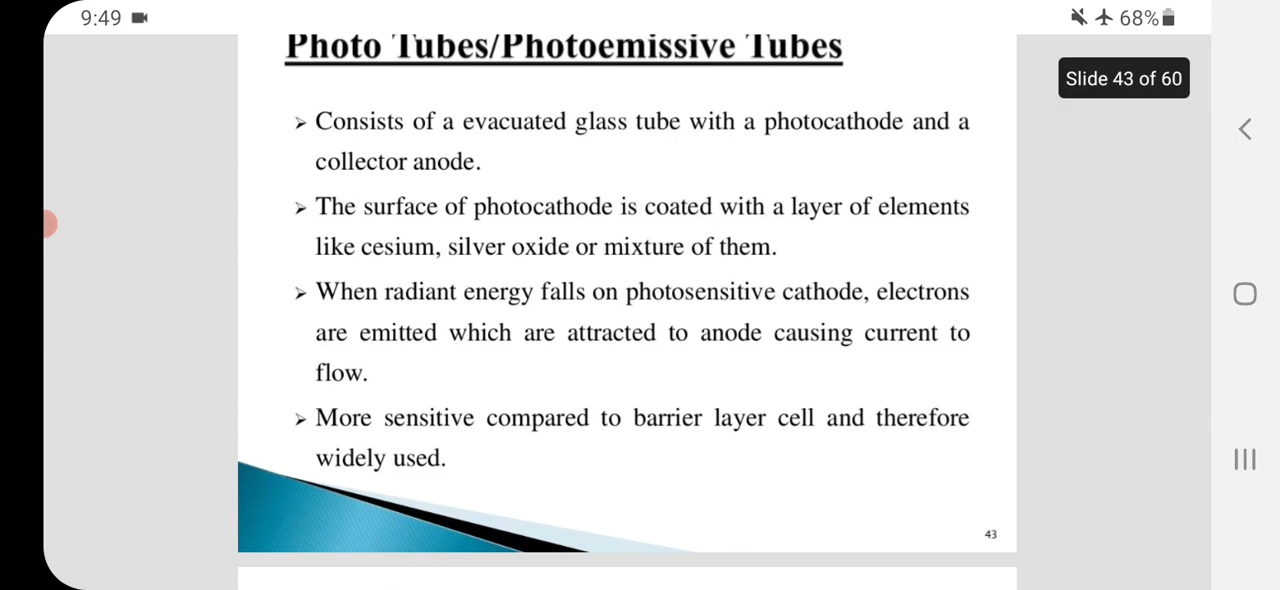 9:49
68%
Photo Tubes/Photoemissive Tubes
Slide 43 of 60
Consists of a evacuated glass tube with a photocathode and a
collector anode.
The surface of photocathode is coated with a layer of elements
like cesium, silver oxide or mixture of them.
When radiant energy falls on photosensitive cathode, electrons
are emitted which are attracted to anode causing current to
flow.
More sensitive compared to barrier layer cell and therefore
widely used.
43